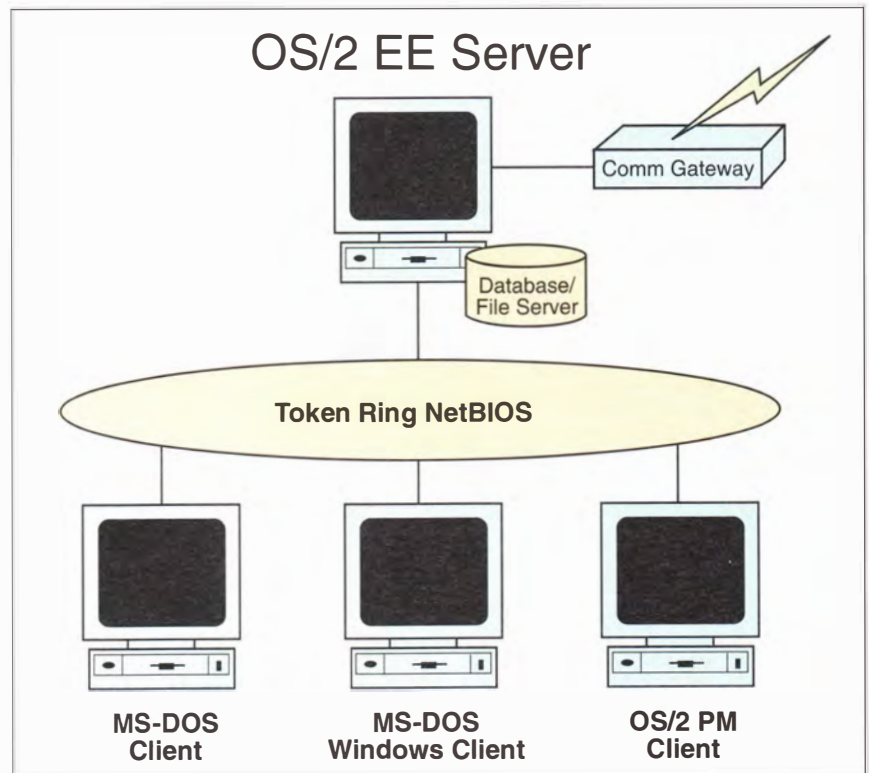 OS/2 EE Server
Comm Gateway
Database/
File Server
Token Ring NetBIOS
MS-DOS
Client
MS-DOS
Windows Client
OS/2 PM
Client